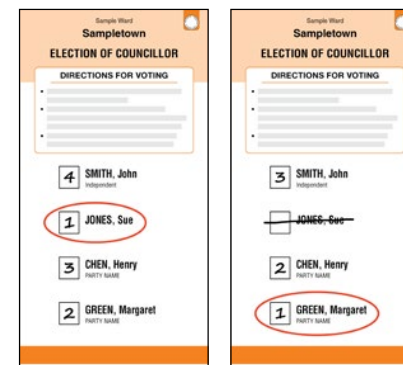 Sample Ward
Sampletown
ELECTION OF COUNCILLOR
DIRECTIONS FOR VOTING
4 SMITH, John
Independent
1 JONES, Sue
3 CHEN, Henry
PARTY NAME
2 GREEN, Margaret
PARTY NAME
Sample Ward
Sampletown
ELECTION OF COUNCILLOR
DIRECTIONS FOR VOTING
3 SMITH, John
Independent
JONES, Sue
2 CHEN, Henry
PARTY NAME
1 GREEN, Margaret
PARTY NAME